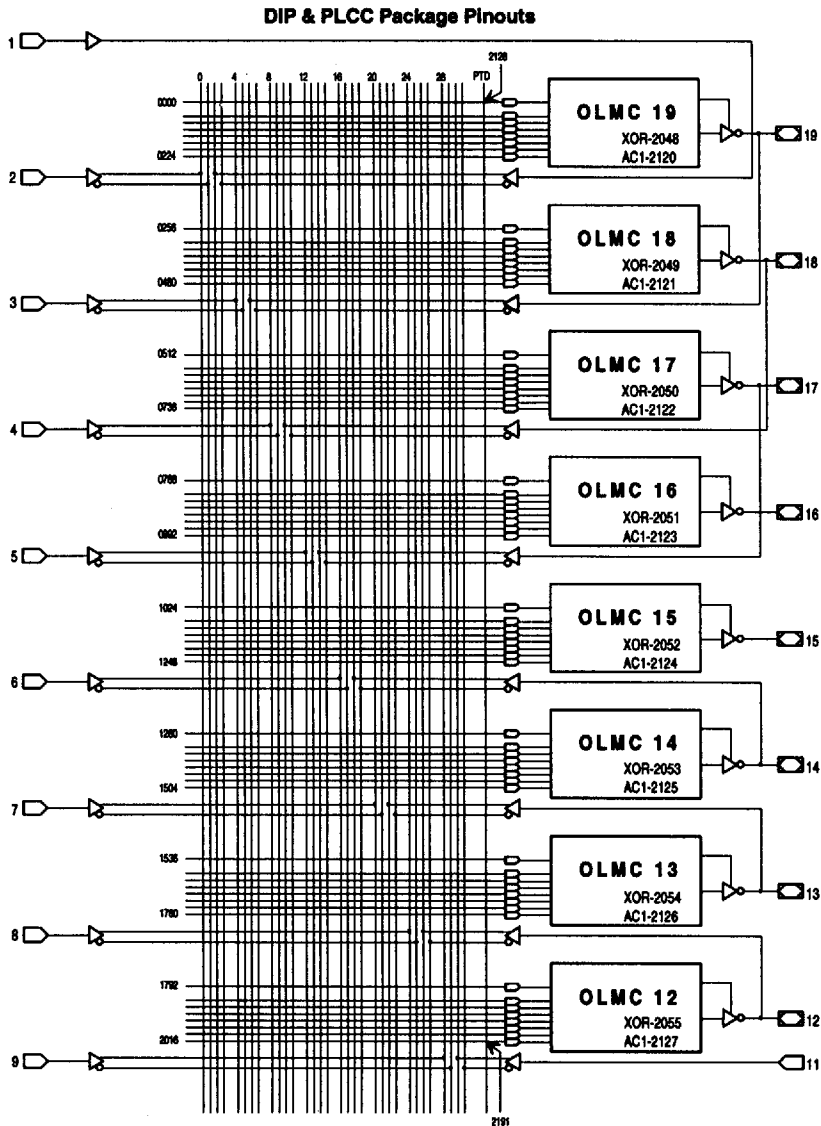 DIP & PLCC Package Pinouts
1
2128
0 4 8 12 16 20 24 28 PTD
0000
OLMC 19
XOR-2048
AC1-2120
19
0224
2
0256
OLMC 18
XOR-2049
AC1-2121
18
0480
3
0512
OLMC 17
XOR-2050
AC1-2122
17
0736
4
0768
OLMC 16
XOR-2051
AC1-2123
16
0992
5
1024
OLMC 15
XOR-2052
AC1-2124
15
1248
6
1280
OLMC 14
XOR-2053
AC1-2125
14
1504
7
1536
OLMC 13
XOR-2054
AC1-2126
13
1760
8
1792
OLMC 12
XOR-2055
AC1-2127
12
2016
9
11
2191